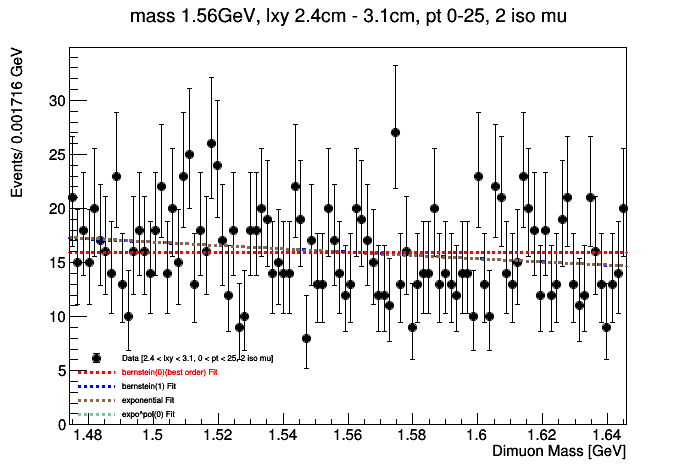 mass 1.56GeV, lxy 2.4cm - 3.1cm, pt 0-25, 2 iso mu
Events/ 0.001716 GeV
30
25
20
15
10
5
0
Data [2.4 < lxy < 3.1, 0 < pt < 25, 2 iso mu]
bernstein(0)(best order) Fit
bernstein(1) Fit
exponential Fit
expo*pol(0) Fit
1.48 1.5 1.52 1.54 1.56 1.58 1.6 1.62 1.64
Dimuon Mass [GeV]